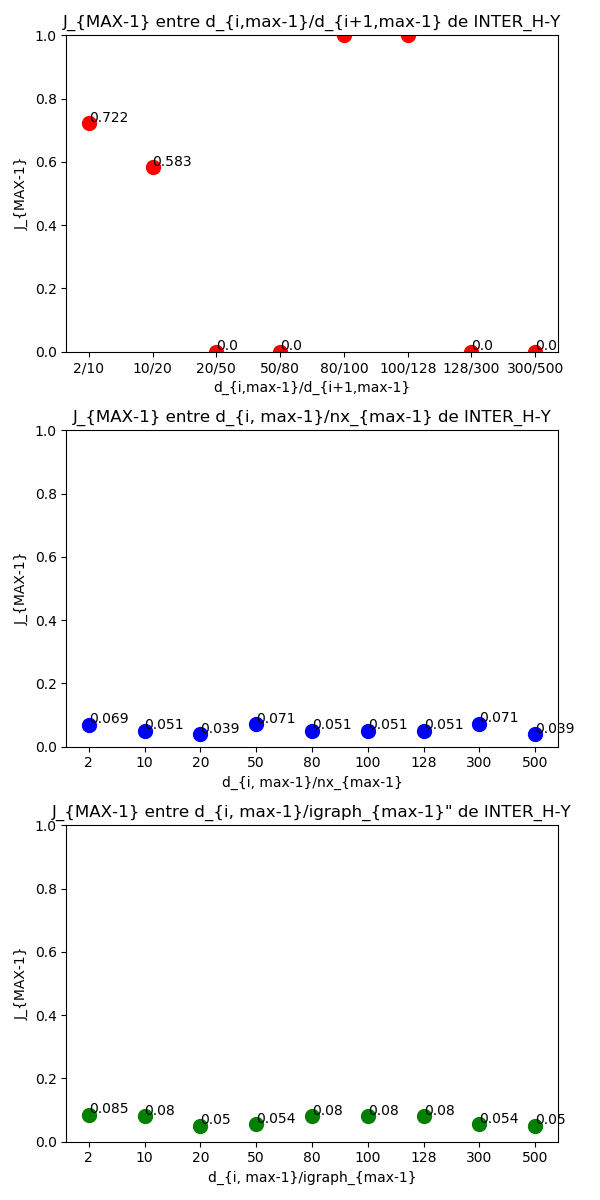 J_{MAX-1} entre d_{i,max-1}/d_{i+1,max-1} de INTER_H-Y
1.0
0.8
0.722
0.6
0.583
0.4
0.2
0.0
0.0 0.0 0.0 0.0
2/10 10/20 20/50 50/80 80/100 100/128 128/300 300/500
J_{MAX-1}
d_{i,max-1}/d_{i+1,max-1}
J_{MAX-1} entre d_{i, max-1}/nx_{max-1} de INTER_H-Y
1.0
0.8
0.6
0.4
0.2
0.0
0.069 0.051 0.039 0.071 0.051 0.051 0.051 0.071 0.039
2 10 20 50 80 100 128 300 500
J_{MAX-1}
d_{i, max-1}/nx_{max-1}
J_{MAX-1} entre d_{i, max-1}/igraph_{max-1}" de INTER_H-Y
1.0
0.8
0.6
0.4
0.2
0.0
0.085 0.08 0.05 0.054 0.08 0.08 0.08 0.054 0.05
2 10 20 50 80 100 128 300 500
J_{MAX-1}
d_{i, max-1}/igraph_{max-1}